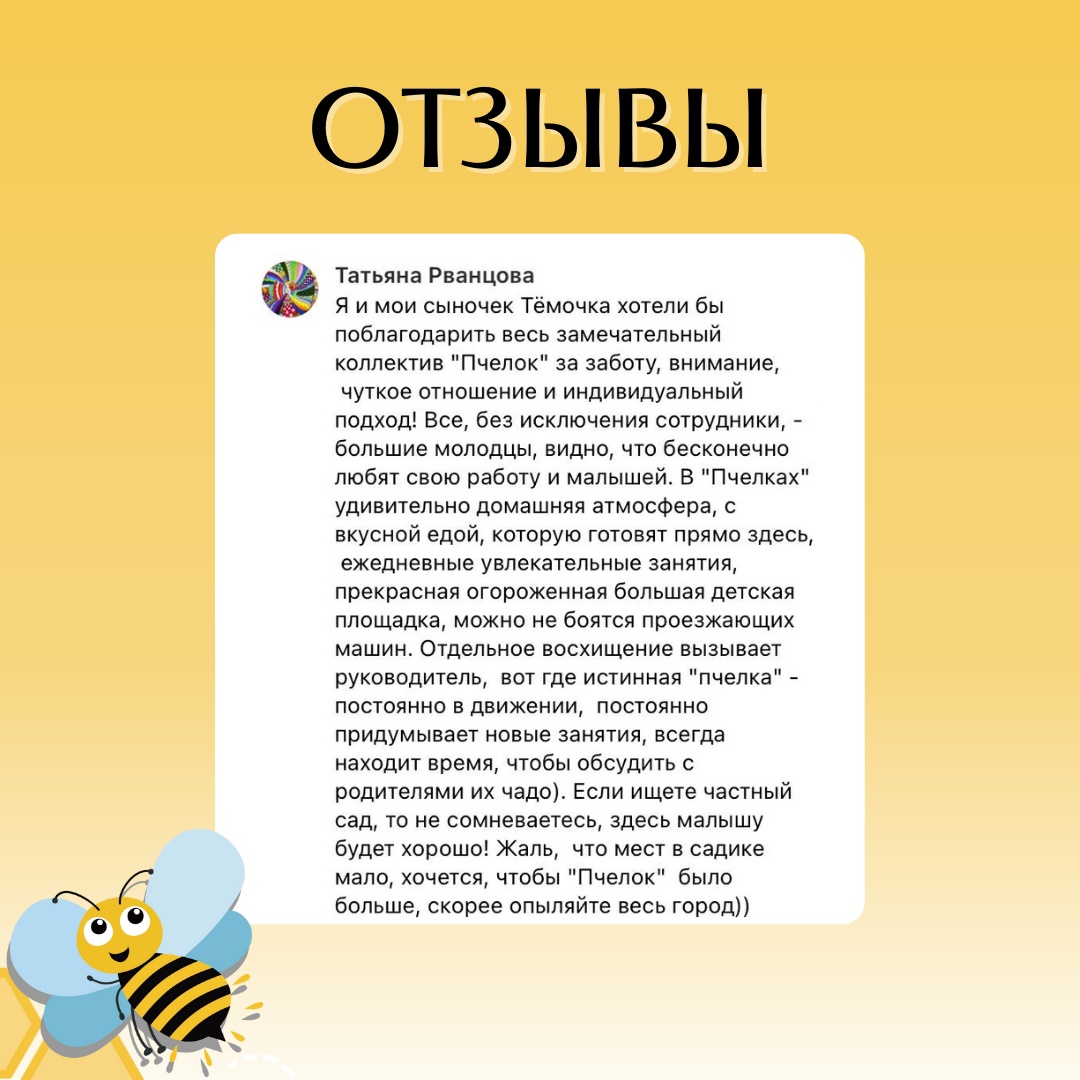 ОТЗЫВЫ
Татьяна Рванцова
Я и мои сыночек Тёмочка хотели бы
поблагодарить весь замечательный
коллектив "Пчелок" за заботу, внимание,
чуткое отношение и индивидуальный
подход! Все, без исключения сотрудники, -
большие молодцы, видно, что бесконечно
любят свою работу и малышей. В "Пчелках"
удивительно домашняя атмосфера, с
вкусной едой, которую готовят прямо здесь,
ежедневные увлекательные занятия,
прекрасная огороженная большая детская
площадка, можно не боятся проезжающих
машин. Отдельное восхищение вызывает
руководитель,  вот где истинная "пчелка" -
постоянно в движении,  постоянно
придумывает новые занятия, всегда
находит время, чтобы обсудить с
родителями их чадо). Если ищете частный
сад, то не сомневаетесь, здесь малышу
будет хорошо! Жаль,  что мест в садике
мало, хочется, чтобы "Пчелок"  было
больше, скорее опыляйте весь город))